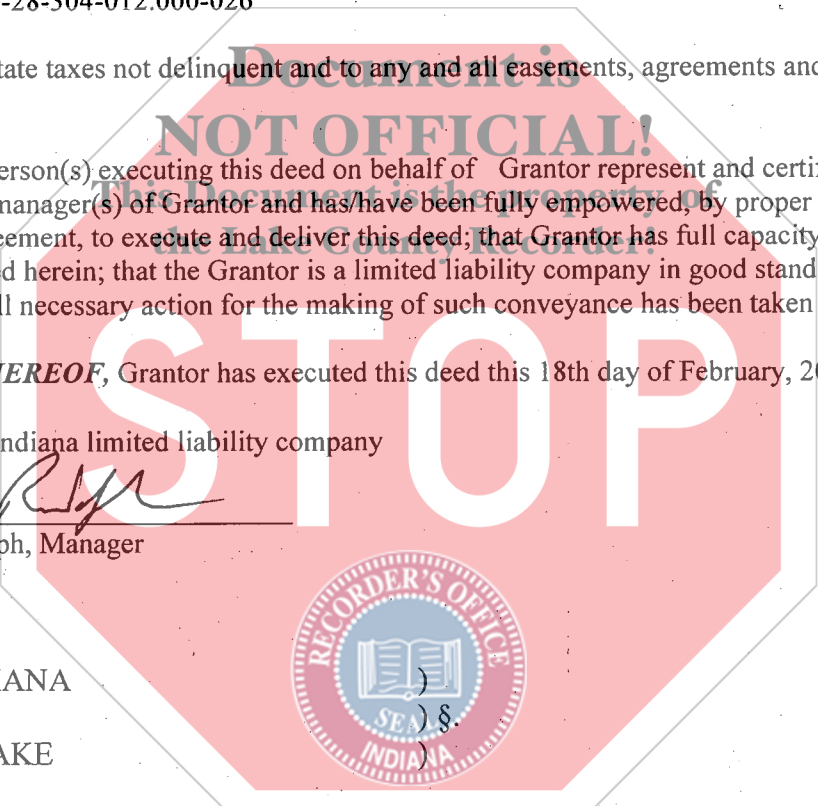 -28-304-012.000-026
tate taxes not delinquent and to any and all easements, agreements and
Document is
NOT OFFICIAL!
erson(s) executing this deed on behalf of Grantor represent and certif
This Document is the property of
manager(s) of Grantor and has/have been fully empowered, by proper
the Lake County Recorder!
eement, to execute and deliver this deed; that Grantor has full capacity
d herein; that the Grantor is a limited liability company in good stand
ll necessary action for the making of such conveyance has been taken
STOP
EREOF, Grantor has executed this deed this 18th day of February, 20
ndiana limited liability company
ph, Manager
RECORDER'S OFFICE
IANA )
SEAL ) §.
AKE )
INDIANA